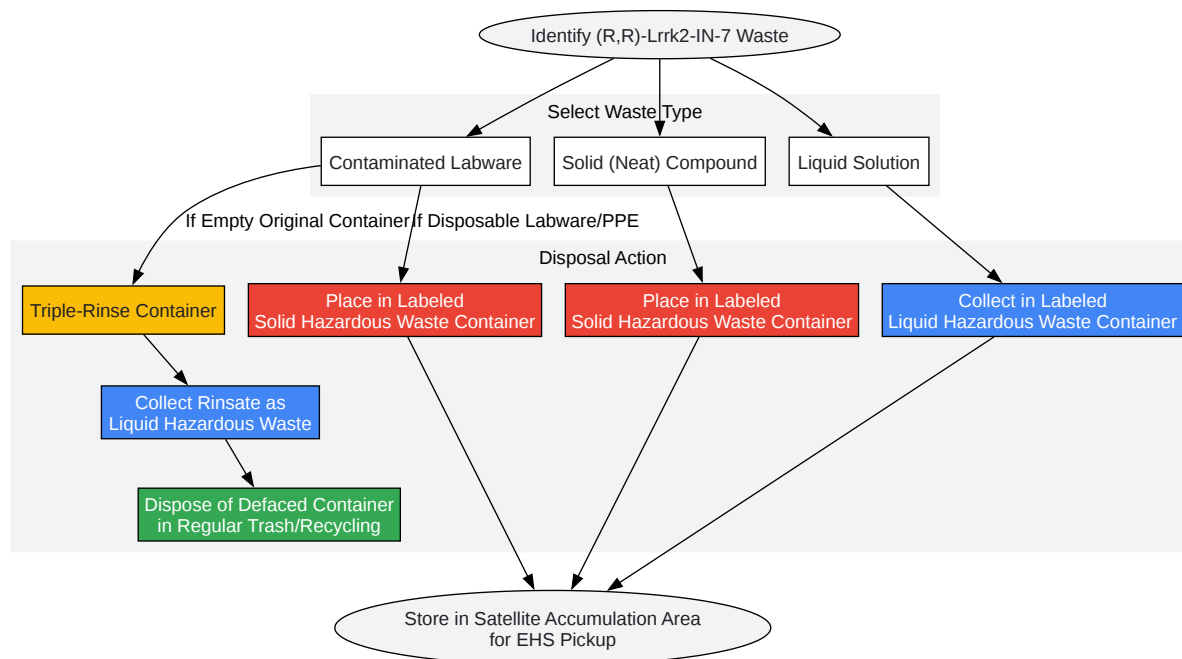 Identify (R,R)-Lrrk2-IN-7 Waste
Select Waste Type
Contaminated Labware
Solid (Neat) Compound
Liquid Solution
If Empty Original Container
If Disposable Labware/PPE
Disposal Action
Triple-Rinse Container
Place in Labeled
Solid Hazardous Waste Container
Place in Labeled
Solid Hazardous Waste Container
Collect in Labeled
Liquid Hazardous Waste Container
Collect Rinsate as
Liquid Hazardous Waste
Dispose of Defaced Container
in Regular Trash/Recycling
Store in Satellite Accumulation Area
for EHS Pickup